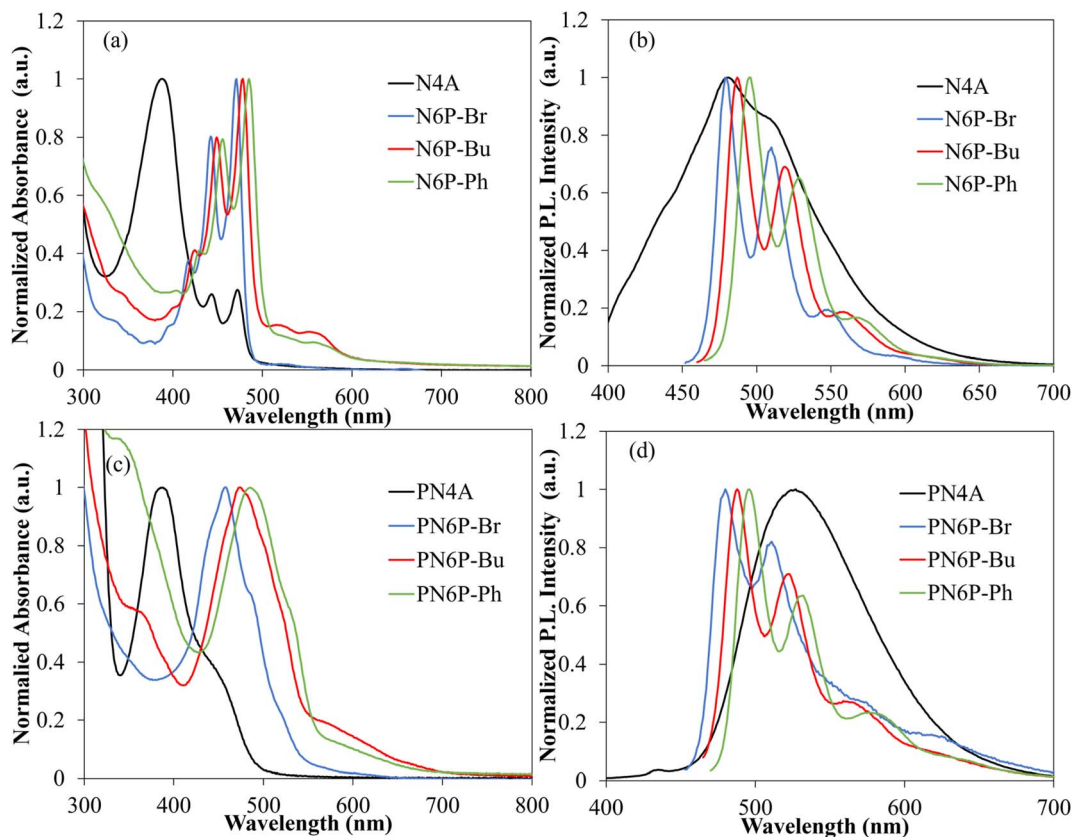 (a)
N4A
N6P-Br
N6P-Bu
N6P-Ph
Normalized Absorbance (a.u.)
1.2
1
0.8
0.6
0.4
0.2
0
300 400 500 600 700 800
Wavelength (nm)
(b)
N4A
N6P-Br
N6P-Bu
N6P-Ph
Normalized P.L. Intensity (a.u.)
1.2
1
0.8
0.6
0.4
0.2
0
400 450 500 550 600 650 700
Wavelength (nm)
(c)
PN4A
PN6P-Br
PN6P-Bu
PN6P-Ph
Normalied Absorbance (a.u.)
1.2
1
0.8
0.6
0.4
0.2
0
300 400 500 600 700 800
Wavelength (nm)
(d)
PN4A
PN6P-Br
PN6P-Bu
PN6P-Ph
Normalized P.L. Intensity (a.u.)
1.2
1
0.8
0.6
0.4
0.2
0
400 500 600 700
Wavelength (nm)